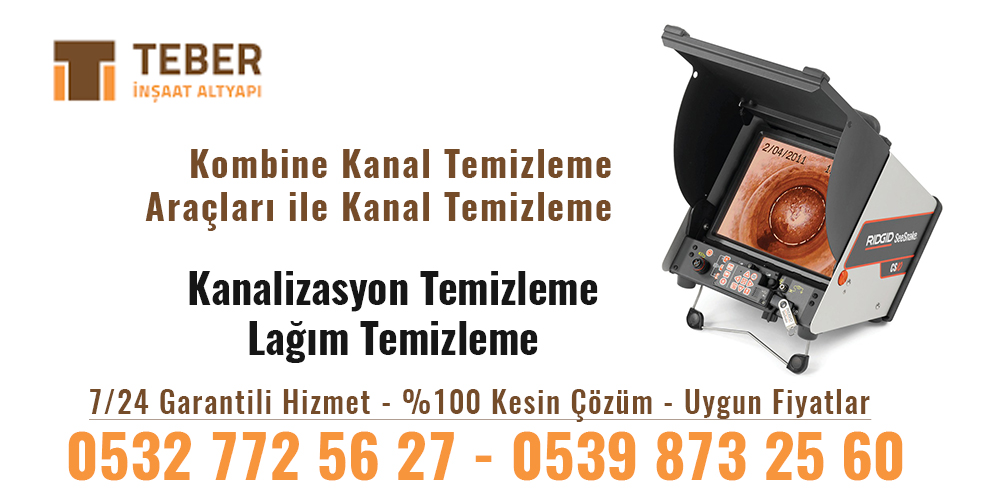 TEBER
İNŞAAT ALTYAPI
Kombine Kanal Temizleme
Araçları ile Kanal Temizleme
2/04/2011
RIDGID SeeSnake
Kanalizasyon Temizleme
Lağım Temizleme
7/24 Garantili Hizmet - %100 Kesin Çözüm - Uygun Fiyatlar
0532 772 56 27 - 0539 873 25 60